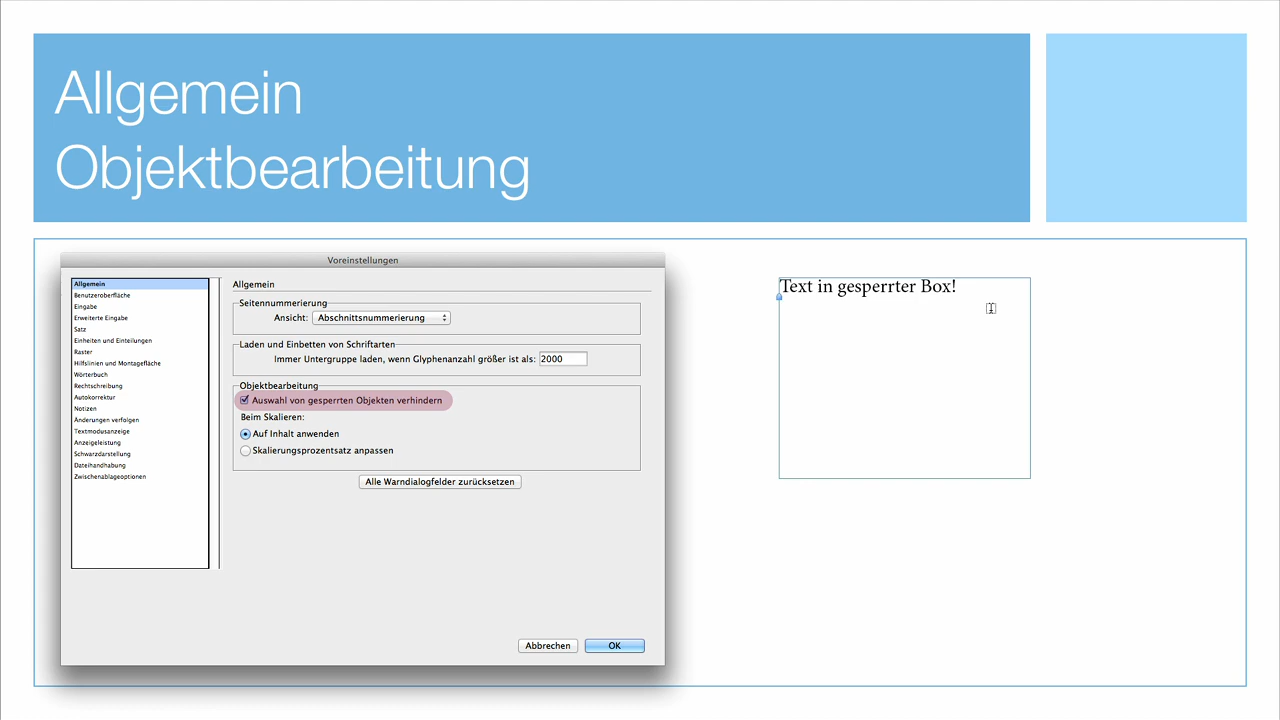 Allgemein
Objektbearbeitung
Voreinstellungen
Allgemein
Benutzeroberfläche
Eingabe
Erweiterte Eingabe
Satz
Einheiten und Einteilungen
Raster
Hilfslinien und Montagefläche
Wörterbuch
Rechtschreibung
Autokorrektur
Notizen
Änderungen verfolgen
Textmodusanzeige
Anzeigeleistung
Schwarzdarstellung
Dateihandhabung
Zwischenablageoptionen
Allgemein
Seitennummerierung
Ansicht: Abschnittsnummerierung
Laden und Einbetten von Schriftarten
Immer Untergruppe laden, wenn Glyphenanzahl größer ist als: 2000
Objektbearbeitung
Auswahl von gesperrten Objekten verhindern
Beim Skalieren:
Auf Inhalt anwenden
Skalierungsprozentsatz anpassen
Alle Warndialogfelder zurücksetzen
Abbrechen OK
Text in gesperrter Box!